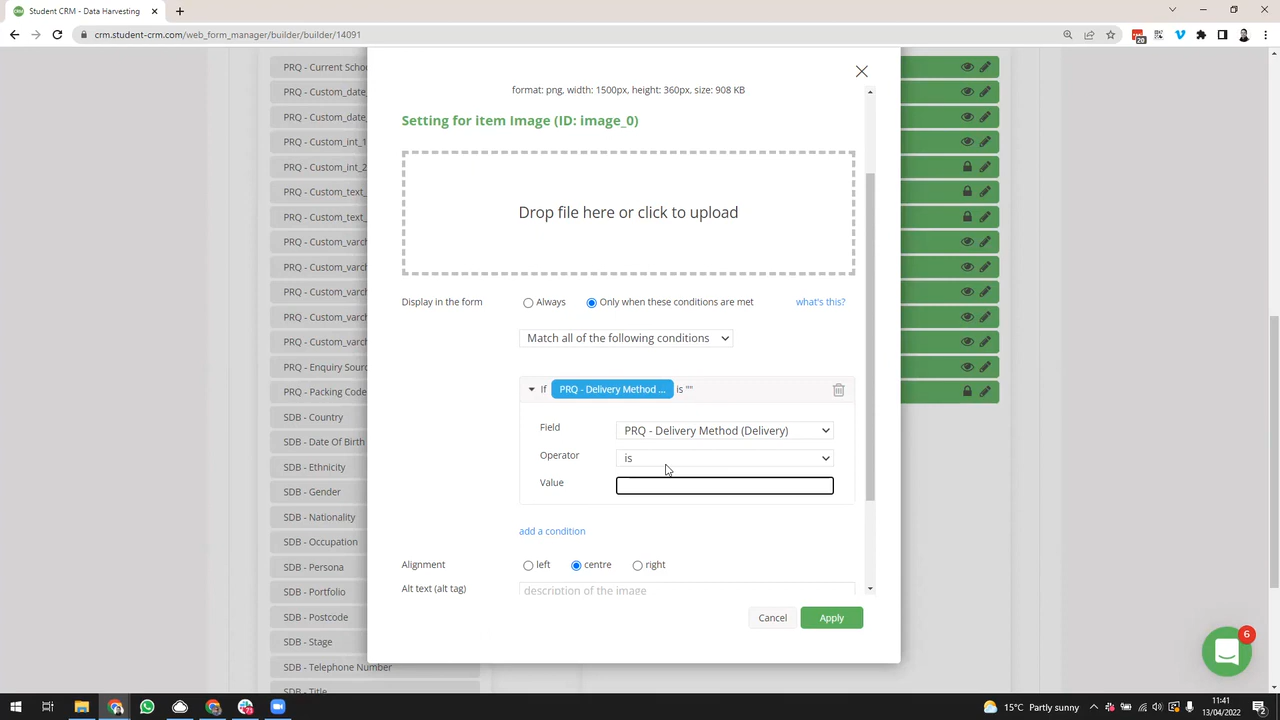 Student CRM - Data Harvesting
crm.student-crm.com/web_form_manager/builder/builder/14091
20
PRQ - Current Schoo
PRQ - Custom_date_
PRQ - Custom_date_
PRQ - Custom_int_1
PRQ - Custom_int_2
PRQ - Custom_text_
PRQ - Custom_text_
PRQ - Custom_varch
PRQ - Custom_varch
PRQ - Custom_varch
PRQ - Custom_varch
PRQ - Custom_varch
PRQ - Enquiry Sourc
PRQ - Packing Code
SDB - Country
SDB - Date Of Birth
SDB - Ethnicity
SDB - Gender
SDB - Nationality
SDB - Occupation
SDB - Persona
SDB - Portfolio
SDB - Postcode
SDB - Stage
SDB - Telephone Number
SDB - Title
format: png, width: 1500px, height: 360px, size: 908 KB
Setting for item Image (ID: image_0)
Drop file here or click to upload
Display in the form Always Only when these conditions are met what's this?
Match all of the following conditions
If PRQ - Delivery Method ... is ""
Field PRQ - Delivery Method (Delivery)
Operator is
Value
add a condition
Alignment left centre right
Alt text (alt tag) description of the image
Cancel Apply
6
15°C Partly sunny
11:41
13/04/2022
2